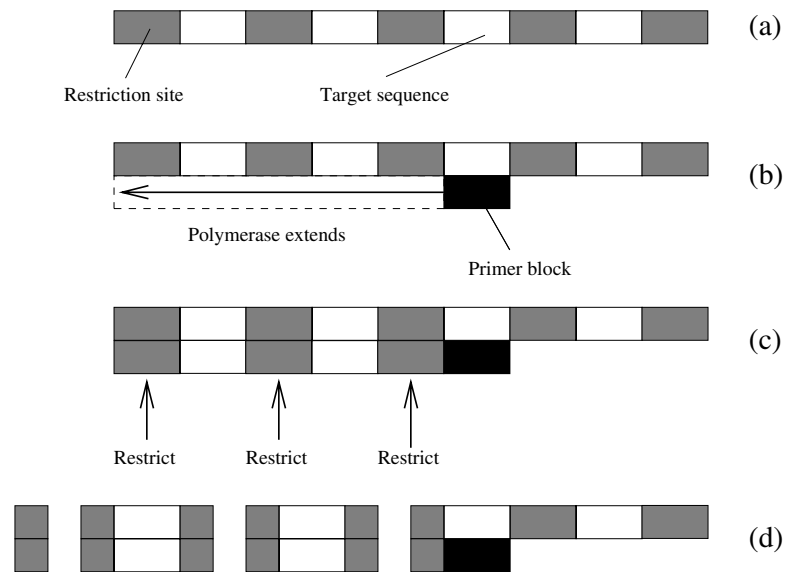 (a)
Restriction site
Target sequence
(b)
Polymerase extends
Primer block
(c)
Restrict
Restrict
Restrict
(d)